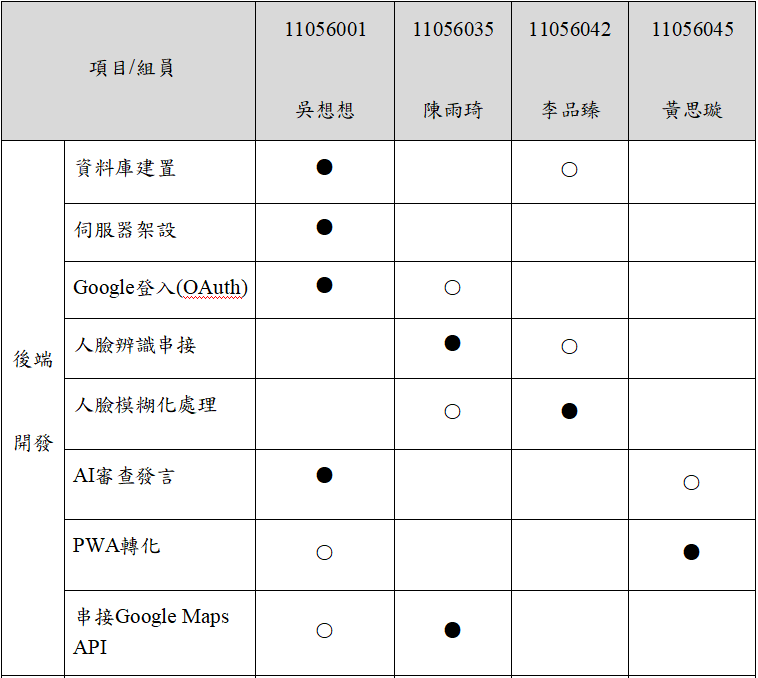 項目/組員
11056001
吳想想
11056035
陳雨琦
11056042
李品臻
11056045
黃思璇
後端
開發
資料庫建置 ● ○
伺服器架設 ●
Google登入(OAuth) ● ○
人臉辨識串接 ● ○
人臉模糊化處理 ○ ●
AI審查發言 ● ○
PWA轉化 ○ ●
串接Google Maps
API ○ ●